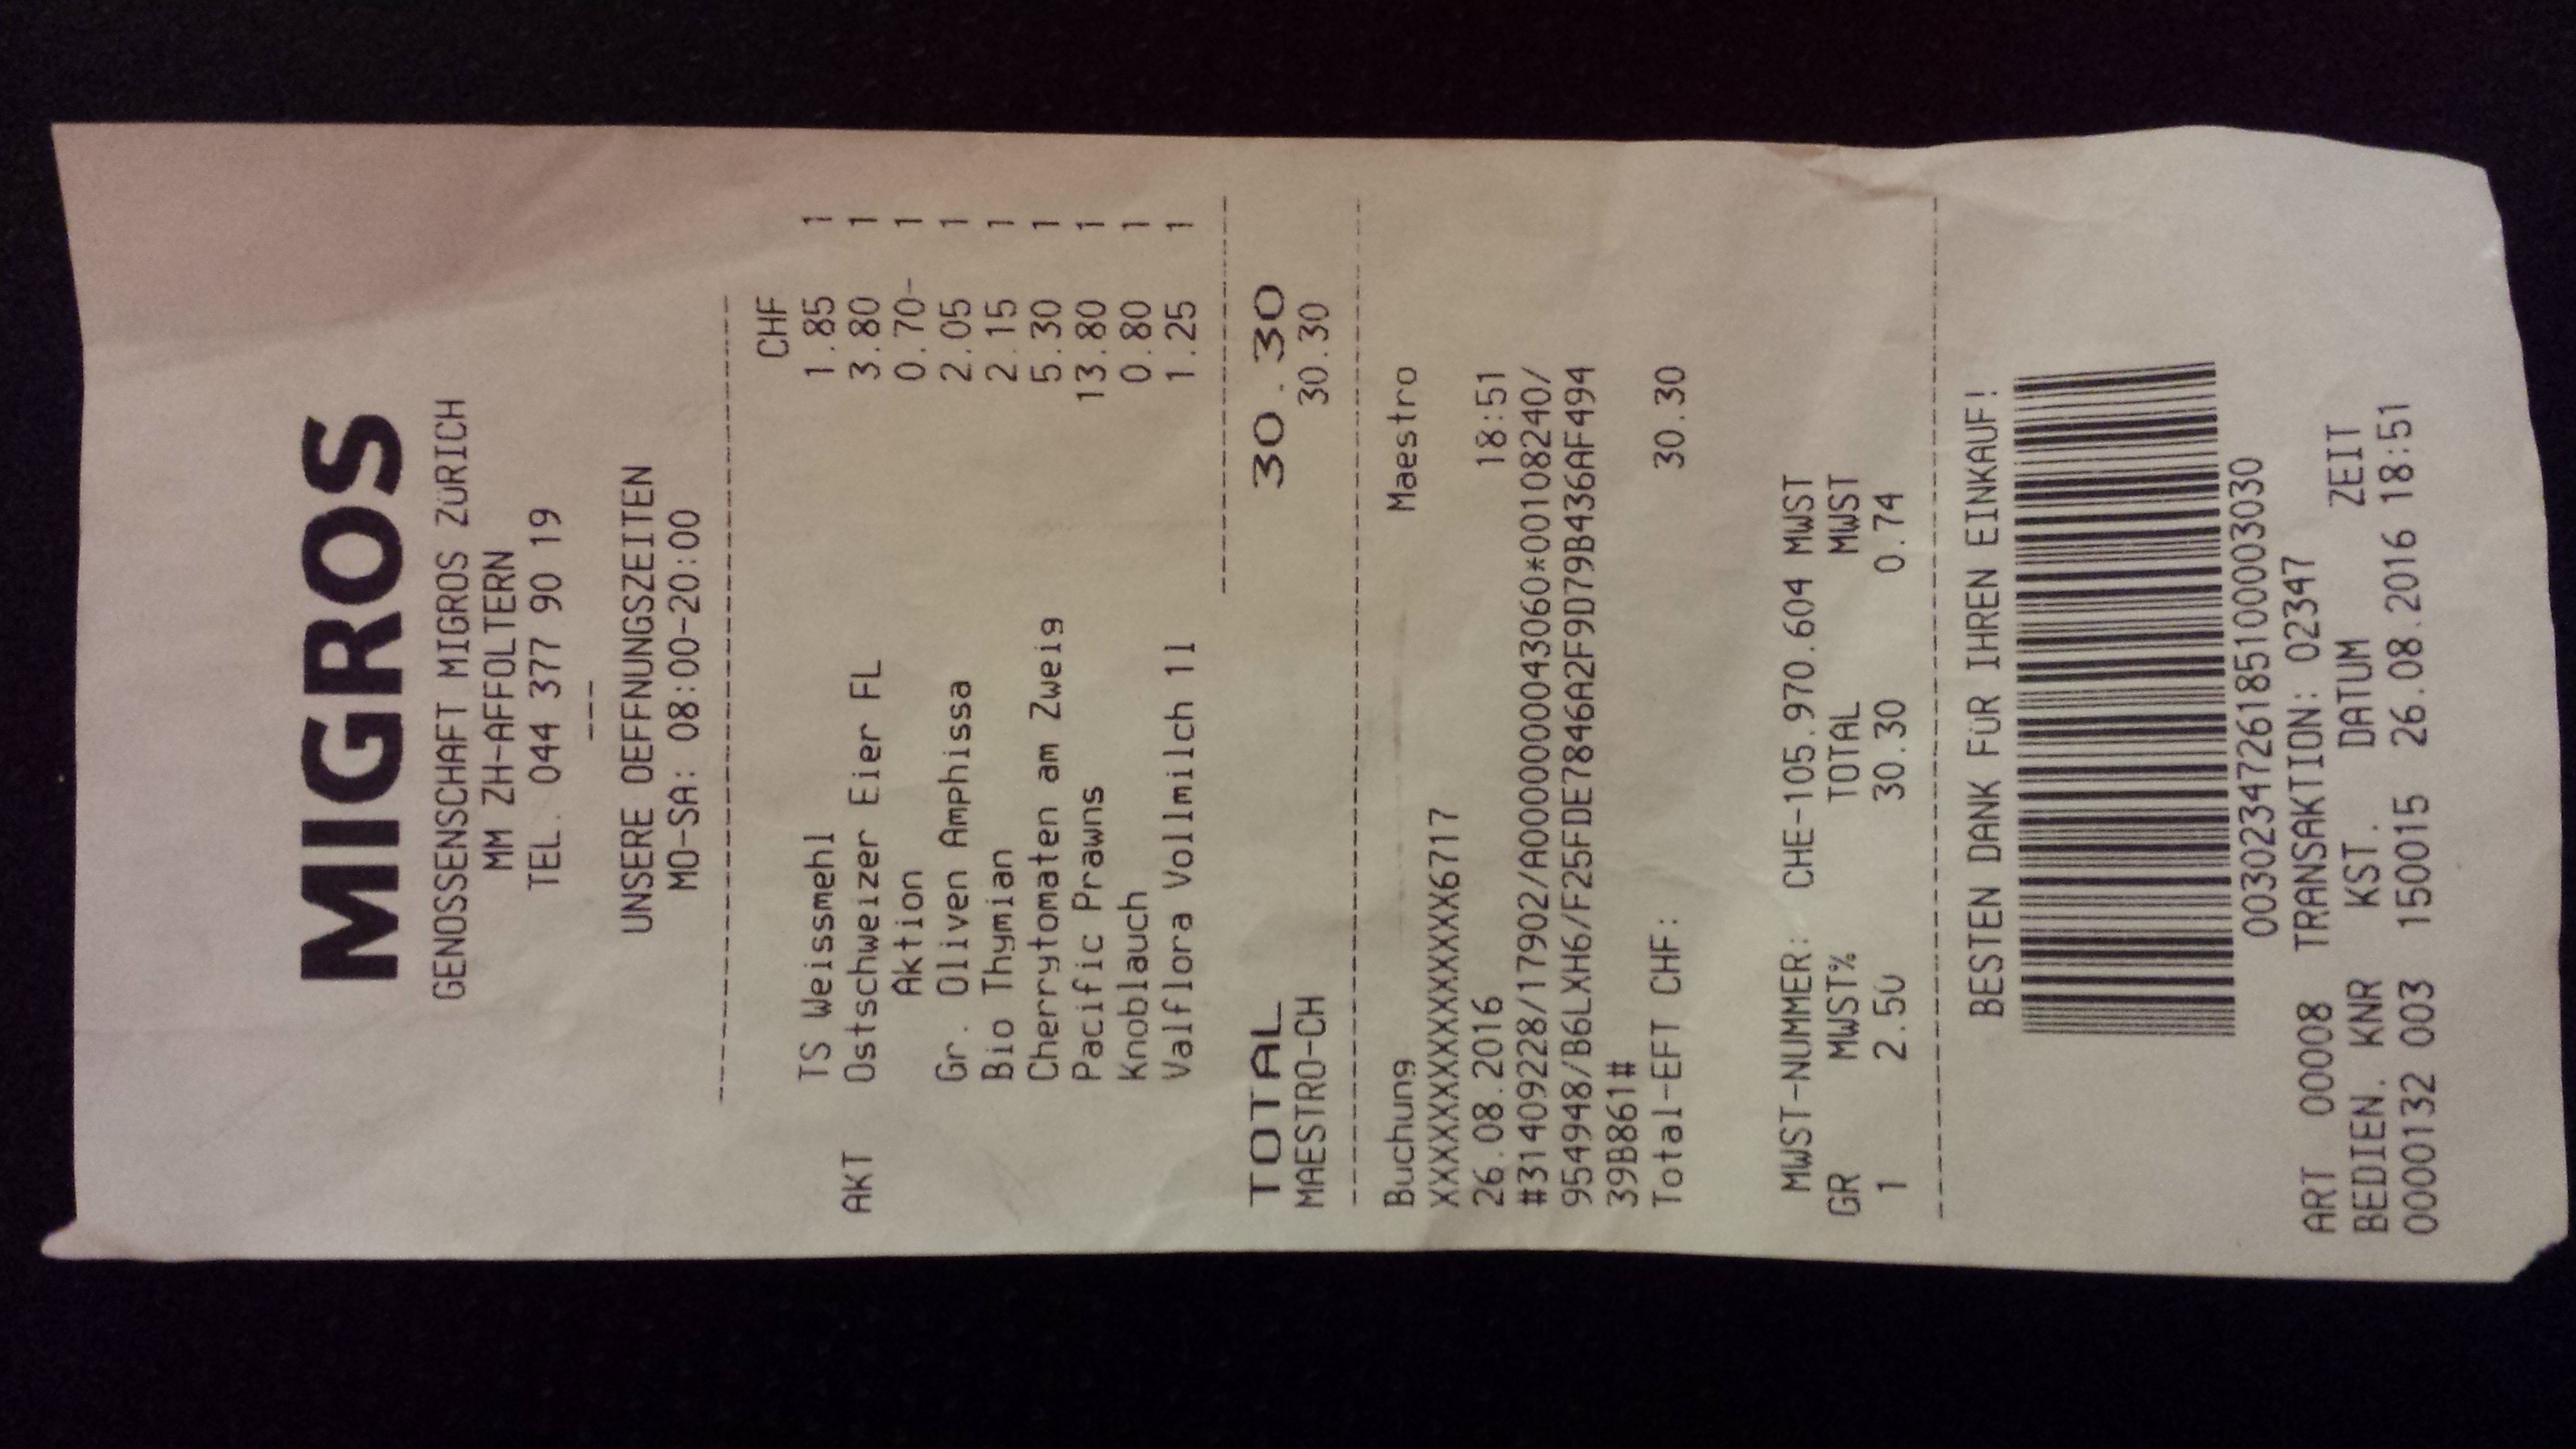 MIGROS
GENOSSENSCHAFT MIGROS ZüRICH
MM ZH-AFFOLTERN
TEL. 044 377 90 19
---
UNSERE OEFFNUNGSZEITEN
MO-SA: 08:00-20:00
CHF
TS Weissmehl 1.85 1
AKT Ostschweizer Eier FL 3.80 1
Aktion 0.70- 1
Gr. Oliven Amphissa 2.05 1
Bio Thymian 2.15 1
Cherrytomaten am Zweig 5.30 1
Pacific Prawns 13.80 1
Knoblauch 0.80 1
Valflora Vollmilch 1l 1.25 1
TOTAL 30.30
MAESTRO-CH 30.30
Buchung Maestro
XXXXXXXXXXXXXXX6717
26.08.2016 18:51
#31409228/17902/A0000000043060*00108240/
954948/B6LXH6/F25FDE7846A2F9D79B436AF494
39B861#
Total-EFT CHF: 30.30
MWST-NUMMER: CHE-105.970.604 MWST
GR MWST% TOTAL MWST
1 2.50 30.30 0.74
BESTEN DANK FüR IHREN EINKAUF!
00302347261851000​03030
ART 00008 TRANSAKTION: 02347
BEDIEN. KNR KST. DATUM ZEIT
0000132 003 150015 26.08.2016 18:51